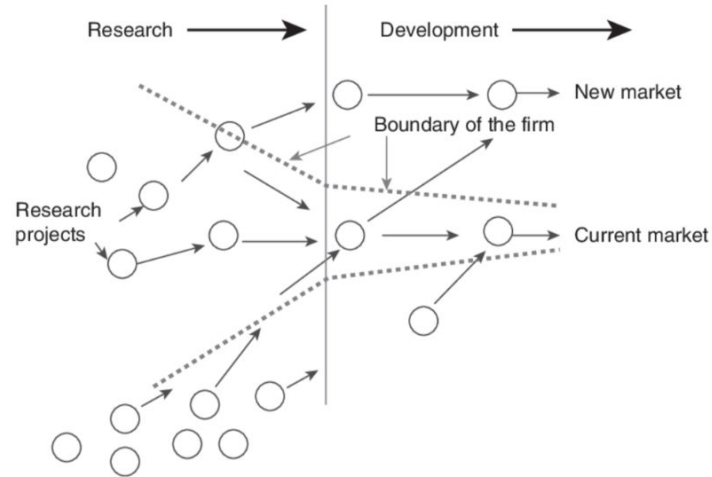 Research
Development
New market
Boundary of the firm
Research
projects
Current market